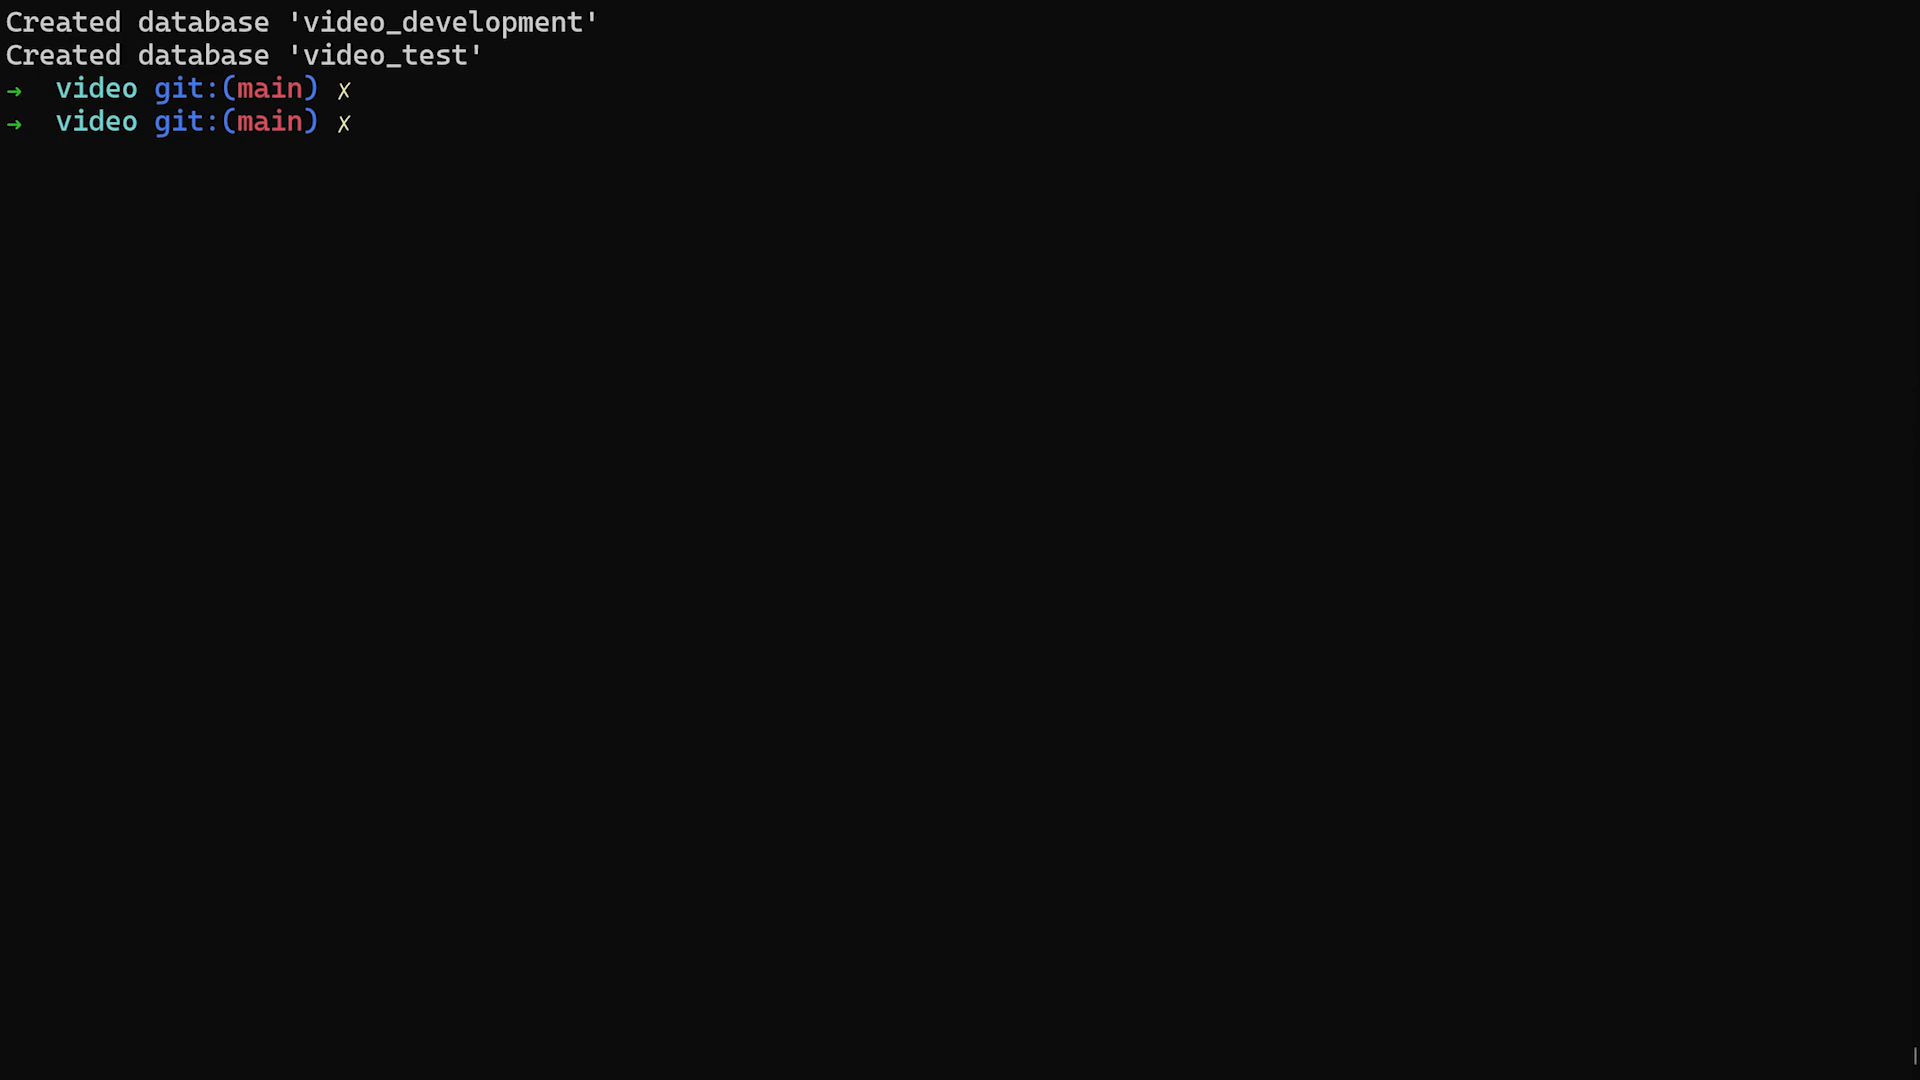 Created database 'video_development'
Created database 'video_test'
→ video git:(main) ✗
→ video git:(main) ✗